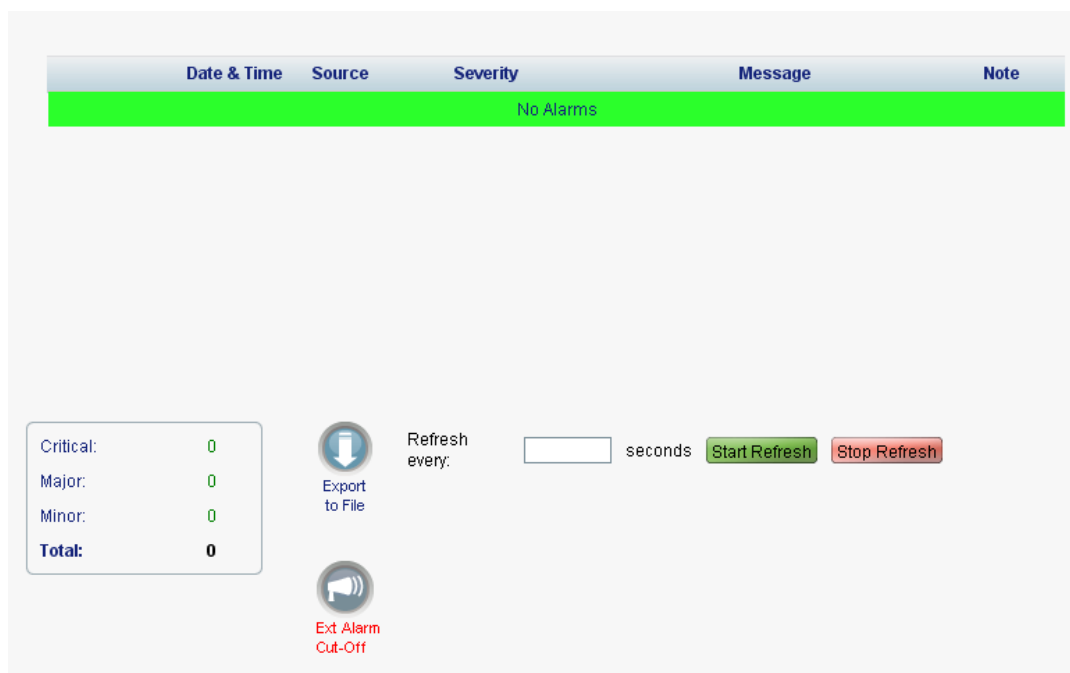 Date & Time Source Severity Message Note
No Alarms
Critical: 0
Major: 0
Minor: 0
Total: 0
Export
to File
Refresh
every:
seconds Start Refresh Stop Refresh
Ext Alarm
Cut-Off